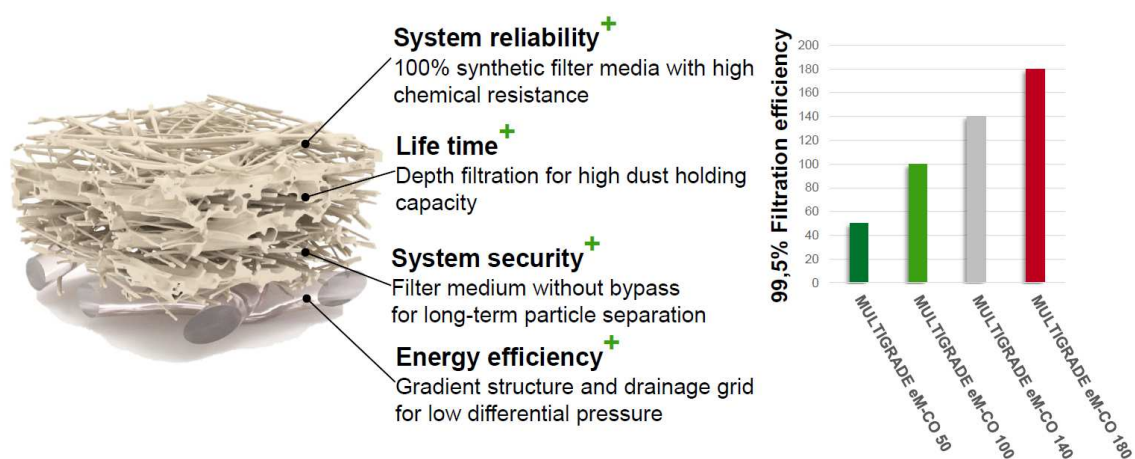 System reliability+
100% synthetic filter media with high
chemical resistance
Life time+
Depth filtration for high dust holding
capacity
System security+
Filter medium without bypass
for long-term particle separation
Energy efficiency+
Gradient structure and drainage grid
for low differential pressure
99,5% Filtration efficiency
200
180
160
140
120
100
80
60
40
20
0
MULTIGRADE eM-CO 50
MULTIGRADE eM-CO 100
MULTIGRADE eM-CO 140
MULTIGRADE eM-CO 180